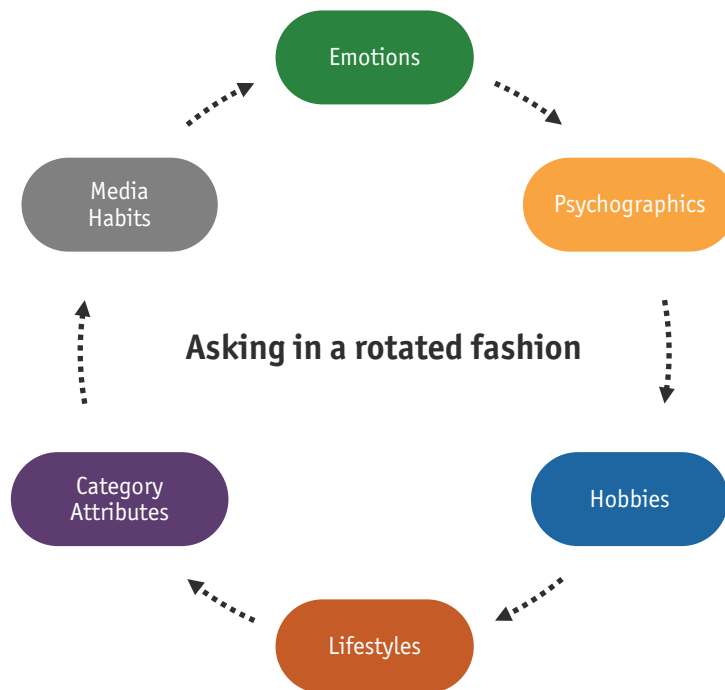 Emotions
Psychographics
Media
Habits
Asking in a rotated fashion
Category
Attributes
Hobbies
Lifestyles